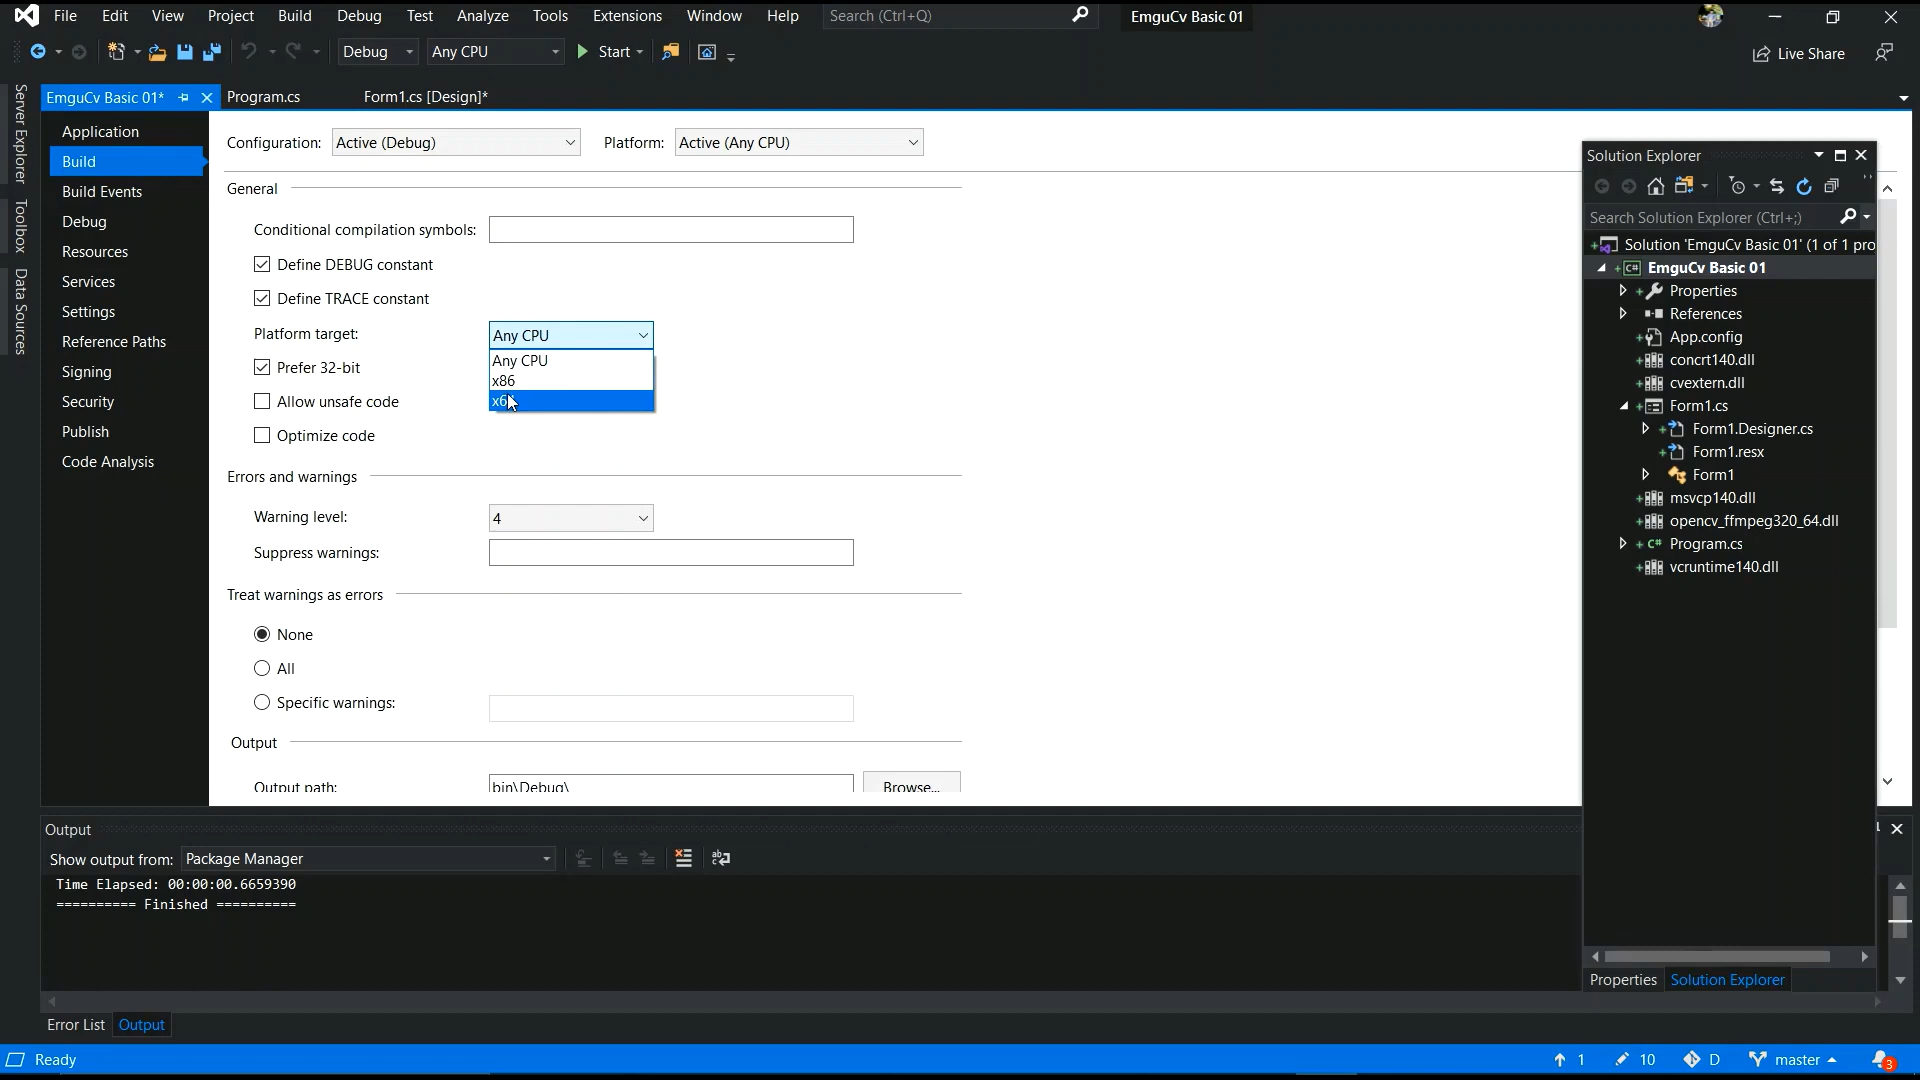 File Edit View Project Build Debug Test Analyze Tools Extensions Window Help Search (Ctrl+Q) EmguCv Basic 01
Debug Any CPU Start Live Share
Server Explorer
Toolbox
Data Sources
EmguCv Basic 01* Program.cs Form1.cs [Design]*
Application
Build
Build Events
Debug
Resources
Services
Settings
Reference Paths
Signing
Security
Publish
Code Analysis
Configuration: Active (Debug) Platform: Active (Any CPU)
General
Conditional compilation symbols:
Define DEBUG constant
Define TRACE constant
Platform target: Any CPU
Any CPU
x86
Prefer 32-bit
Allow unsafe code
Optimize code
Errors and warnings
Warning level: 4
Suppress warnings:
Treat warnings as errors
None
All
Specific warnings:
Output
Output path: bin\Debug\ Browse...
Solution Explorer
Search Solution Explorer (Ctrl+;)
Solution 'EmguCv Basic 01' (1 of 1 pro
EmguCv Basic 01
Properties
References
App.config
concrt140.dll
cvextern.dll
Form1.cs
Form1.Designer.cs
Form1.resx
Form1
msvcp140.dll
opencv_ffmpeg320_64.dll
Program.cs
vcruntime140.dll
Properties Solution Explorer
Output
Show output from: Package Manager
Time Elapsed: 00:00:00.6659390
========== Finished ==========
Error List Output
Ready 1 10 D master 3